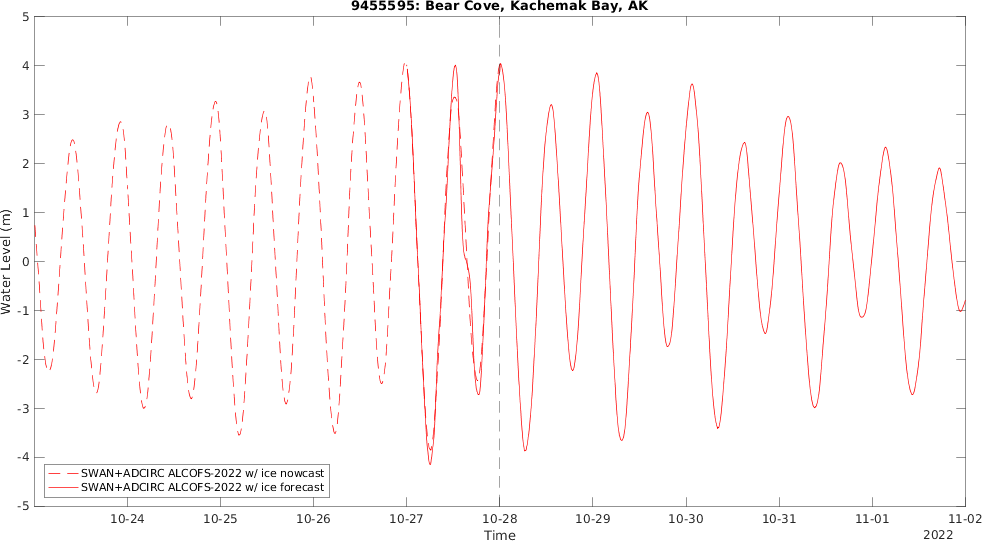 9455595: Bear Cove, Kachemak Bay, AK
Water Level (m)
5
4
3
2
1
0
-1
-2
-3
-4
-5
SWAN+ADCIRC ALCOFS-2022 w/ ice nowcast
SWAN+ADCIRC ALCOFS-2022 w/ ice forecast
10-24 10-25 10-26 10-27 10-28 10-29 10-30 10-31 11-01 11-02
Time
2022